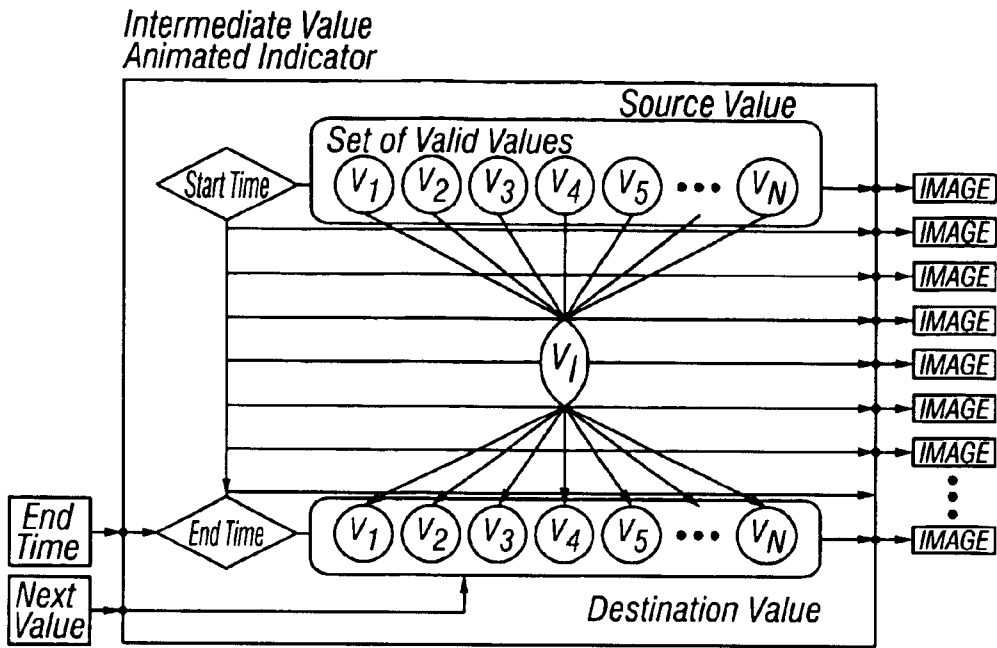 Intermediate Value
Animated Indicator
Source Value
Set of Valid Values
Start Time
V1 V2 V3 V4 V5 ••• VN
IMAGE
IMAGE
IMAGE
IMAGE
VI
IMAGE
IMAGE
IMAGE
End
Time
End Time
V1 V2 V3 V4 V5 ••• VN
IMAGE
Next
Value
Destination Value